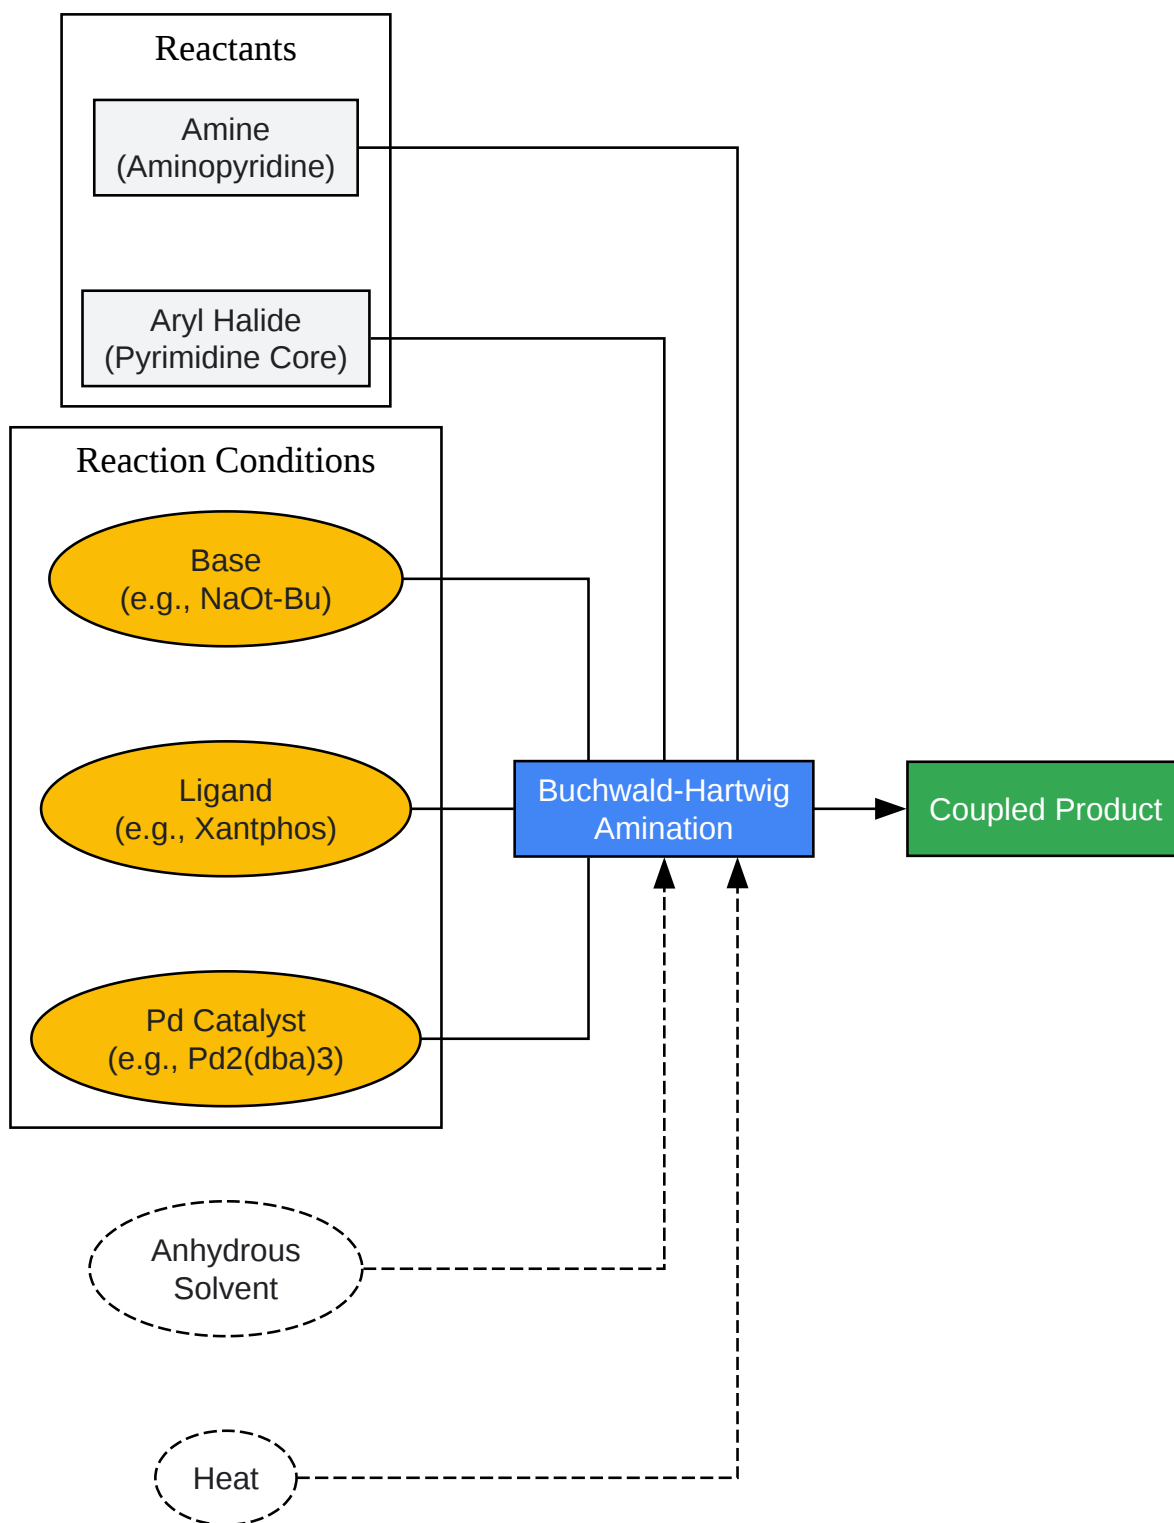 Reactants
Amine
(Aminopyridine)
Aryl Halide
(Pyrimidine Core)
Reaction Conditions
Base
(e.g., NaOt-Bu)
Ligand
(e.g., Xantphos)
Pd Catalyst
(e.g., Pd2(dba)3)
Buchwald-Hartwig
Amination
Coupled Product
Anhydrous
Solvent
Heat